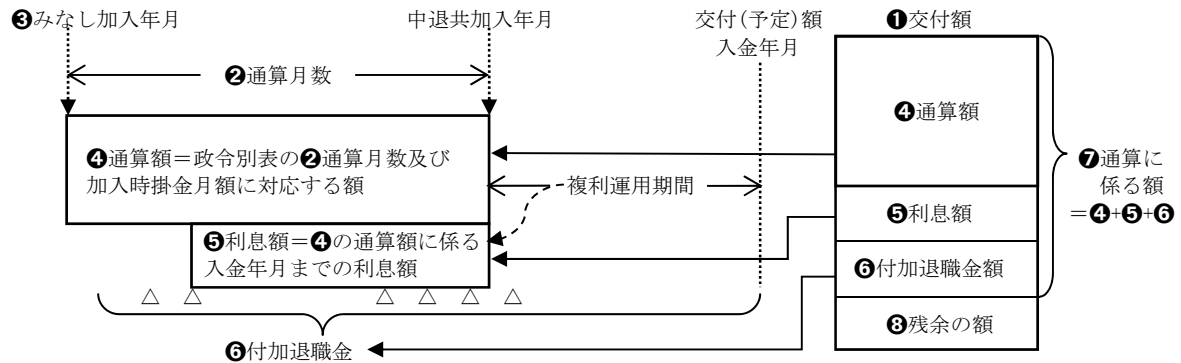 ❸みなし加入年月
中退共加入年月
交付(予定)額
入金年月
❶交付額
❷通算月数
❹通算額＝政令別表の❷通算月数及び
加入時掛金月額に対応する額
複利運用期間
❺利息額＝❹の通算額に係る
入金年月までの利息額
△ △ △ △ △ △
❻付加退職金
❹通算額
❺利息額
❻付加退職金額
❽残余の額
❼通算に
係る額
＝❹+❺+❻